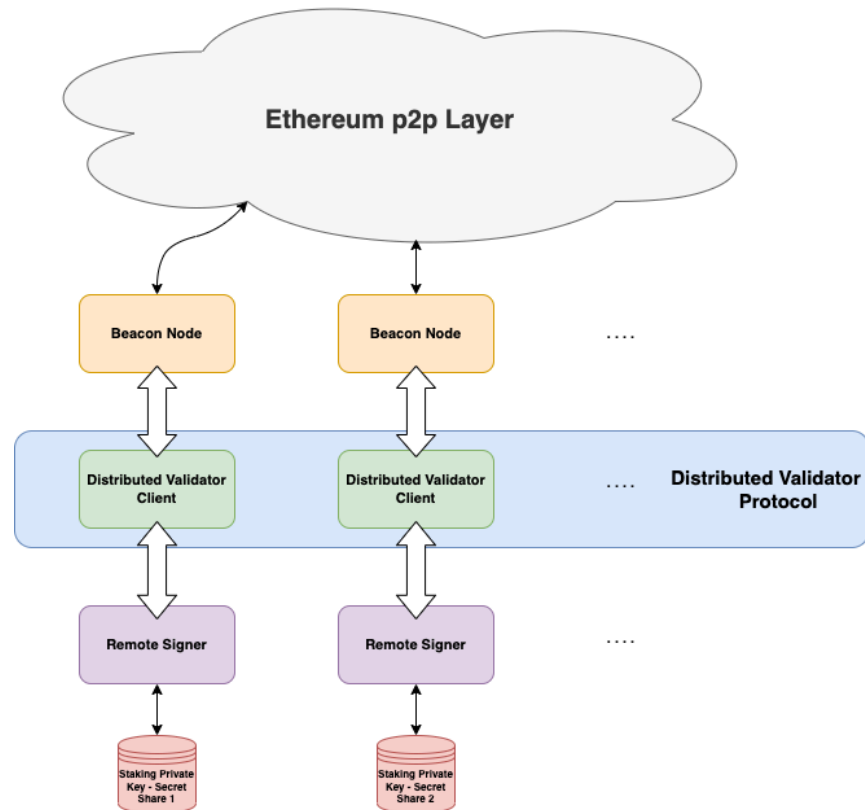 Ethereum p2p Layer
Beacon Node
Beacon Node
....
Distributed Validator
Client
Distributed Validator
Client
....
Distributed Validator
Protocol
Remote Signer
Remote Signer
....
Staking Private
Key - Secret
Share 1
Staking Private
Key - Secret
Share 2